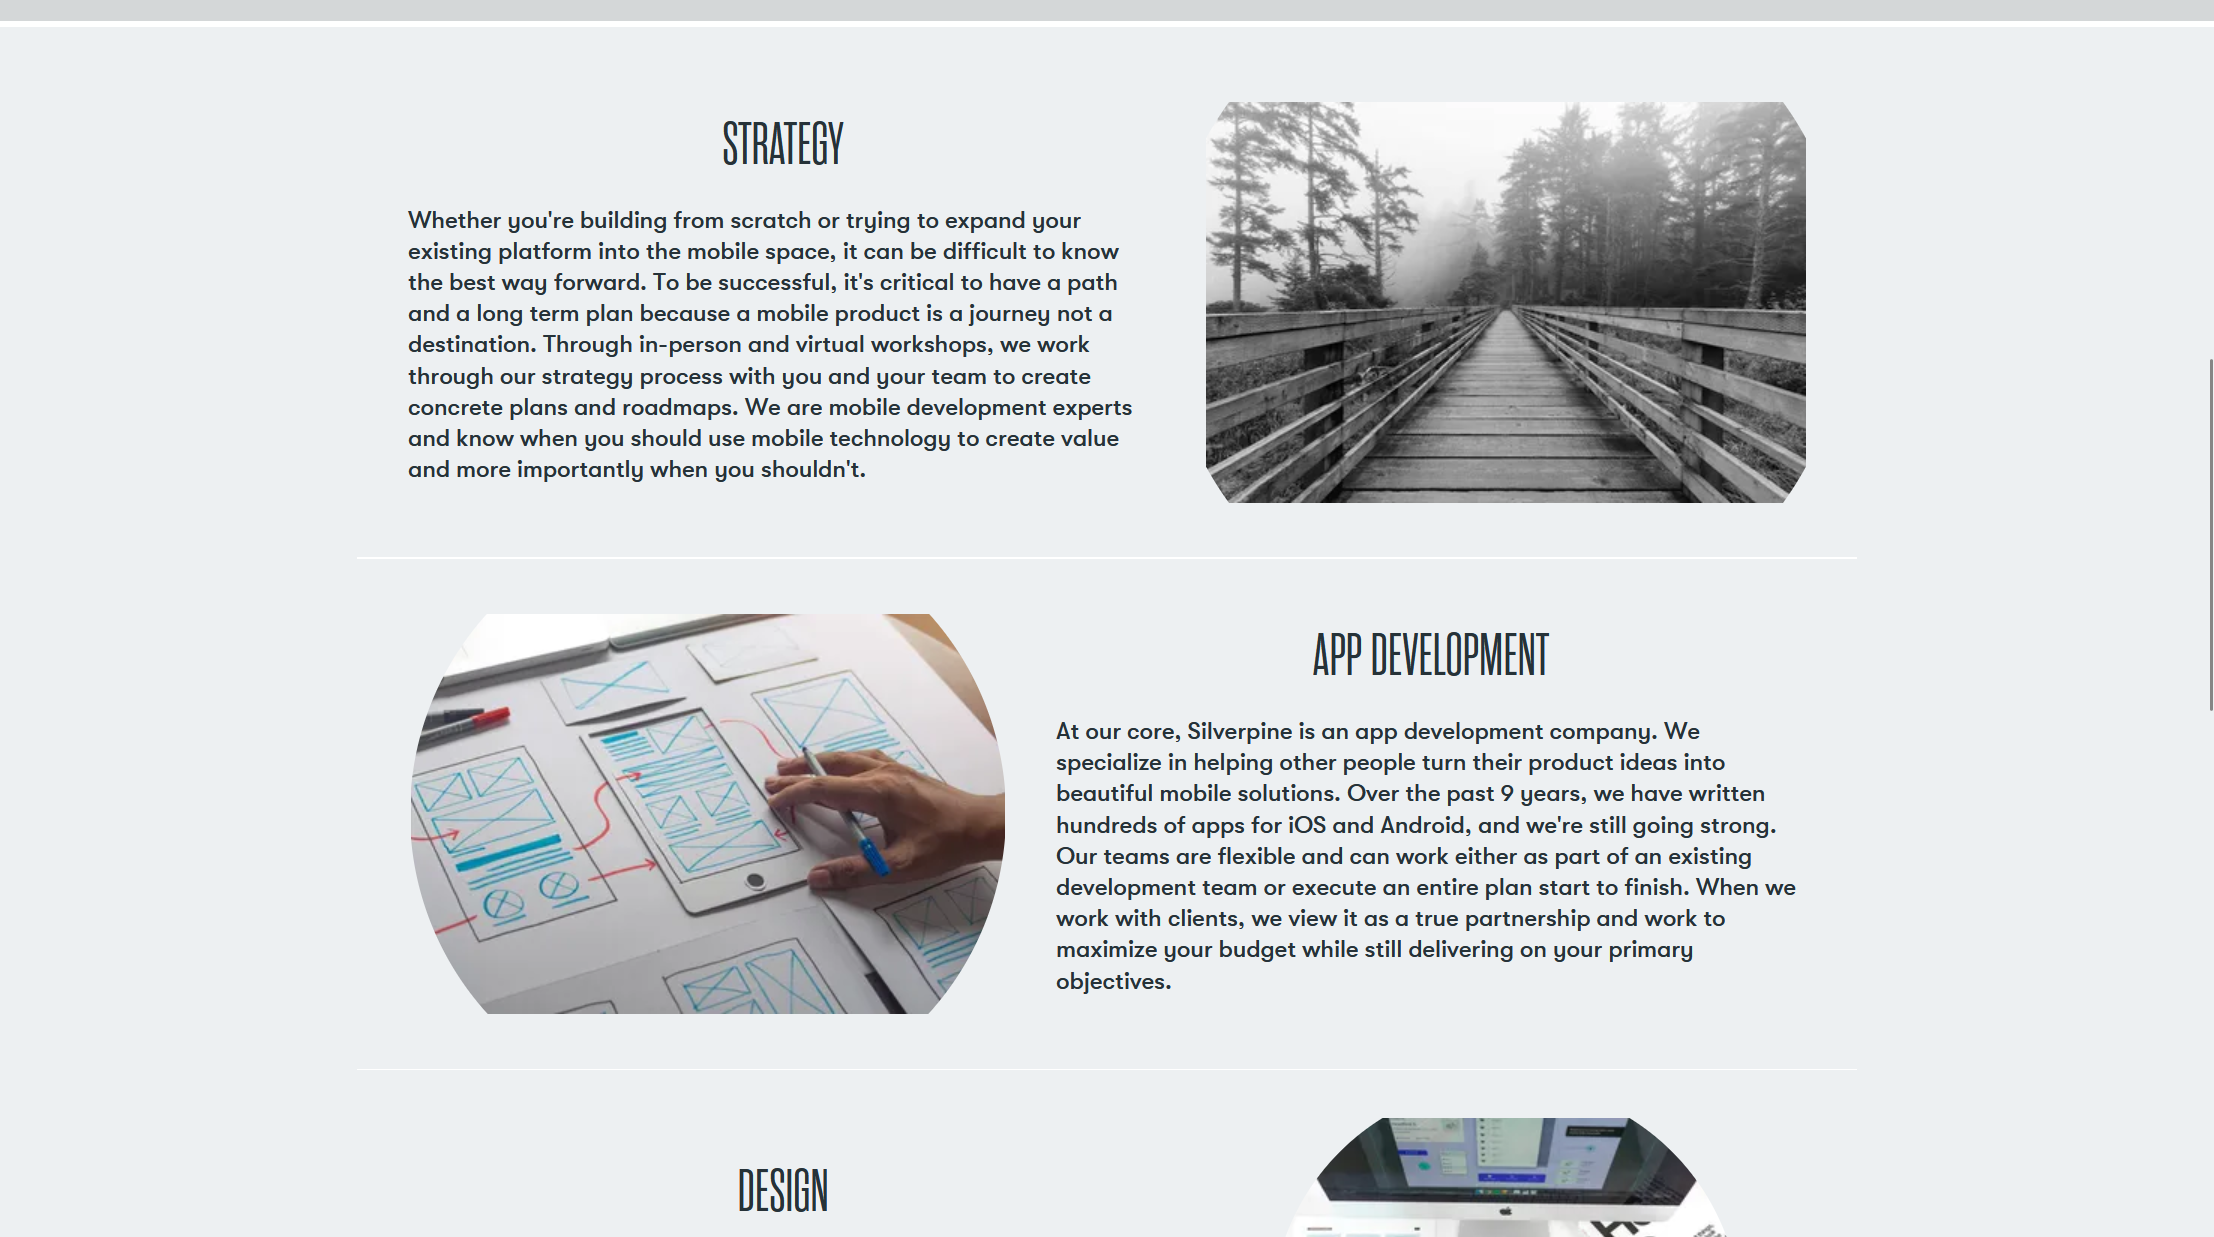 STRATEGY
Whether you're building from scratch or trying to expand your
existing platform into the mobile space, it can be difficult to know
the best way forward. To be successful, it's critical to have a path
and a long term plan because a mobile product is a journey not a
destination. Through in-person and virtual workshops, we work
through our strategy process with you and your team to create
concrete plans and roadmaps. We are mobile development experts
and know when you should use mobile technology to create value
and more importantly when you shouldn't.
APP DEVELOPMENT
At our core, Silverpine is an app development company. We
specialize in helping other people turn their product ideas into
beautiful mobile solutions. Over the past 9 years, we have written
hundreds of apps for iOS and Android, and we're still going strong.
Our teams are flexible and can work either as part of an existing
development team or execute an entire plan start to finish. When we
work with clients, we view it as a true partnership and work to
maximize your budget while still delivering on your primary
objectives.
DESIGN